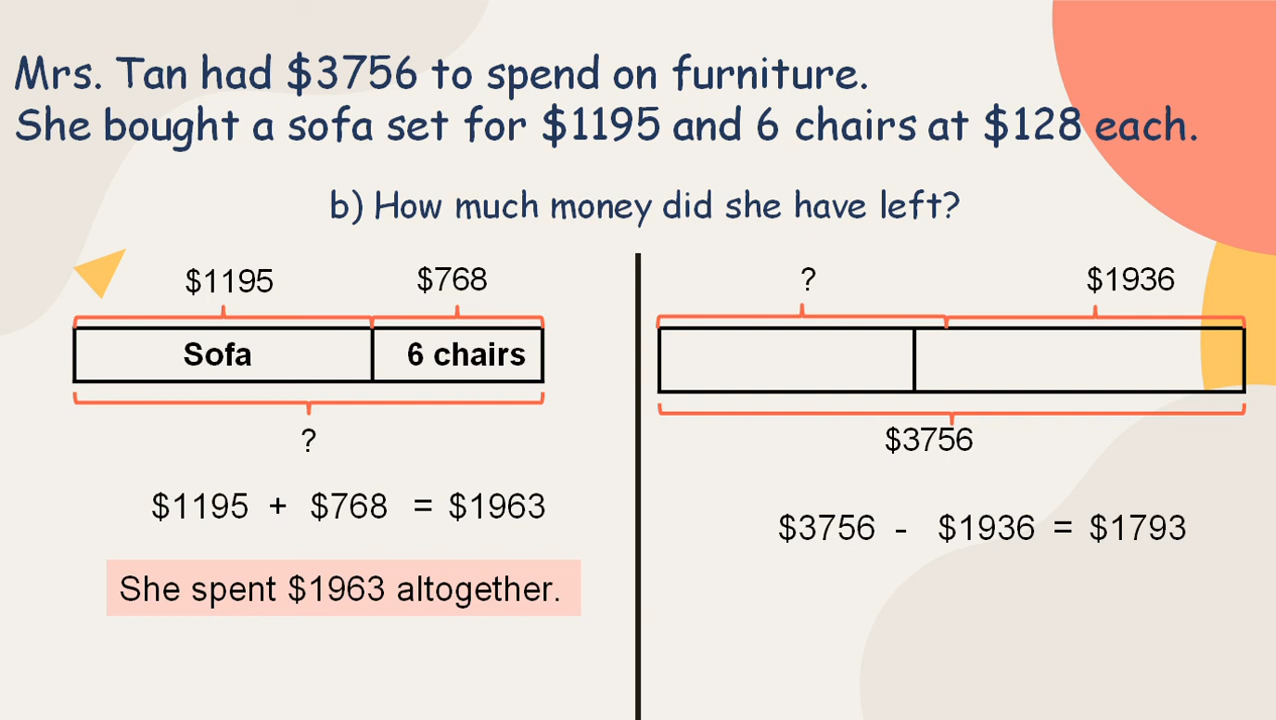 Mrs. Tan had $3756 to spend on furniture.
She bought a sofa set for $1195 and 6 chairs at $128 each.
b) How much money did she have left?
$1195 $768
Sofa 6 chairs
?
$1195 + $768 = $1963
She spent $1963 altogether.
? $1936
$3756
$3756 - $1936 = $1793